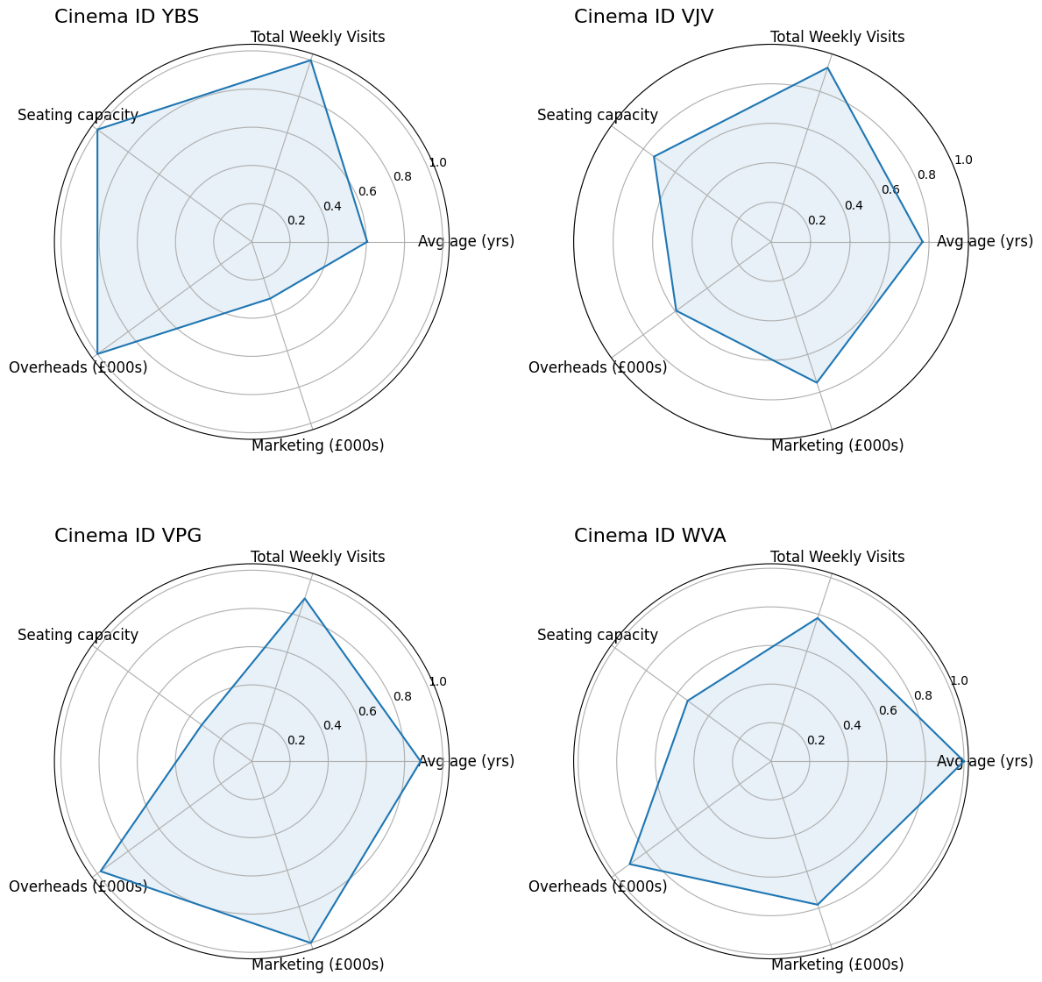 Cinema ID YBS
Total Weekly Visits
Seating capacity
1.0
0.8
0.6
0.4
0.2
Avg age (yrs)
Overheads (£000s)
Marketing (£000s)
Cinema ID VJV
Total Weekly Visits
Seating capacity
1.0
0.8
0.6
0.4
0.2
Avg age (yrs)
Overheads (£000s)
Marketing (£000s)
Cinema ID VPG
Total Weekly Visits
Seating capacity
1.0
0.8
0.6
0.4
0.2
Avg age (yrs)
Overheads (£000s)
Marketing (£000s)
Cinema ID WVA
Total Weekly Visits
Seating capacity
1.0
0.8
0.6
0.4
0.2
Avg age (yrs)
Overheads (£000s)
Marketing (£000s)